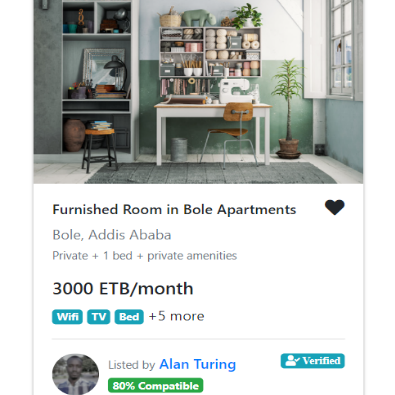 Furnished Room in Bole Apartments
Bole, Addis Ababa
Private + 1 bed + private amenities
3000 ETB/month
Wifi TV Bed +5 more
Listed by Alan Turing Verified
80% Compatible